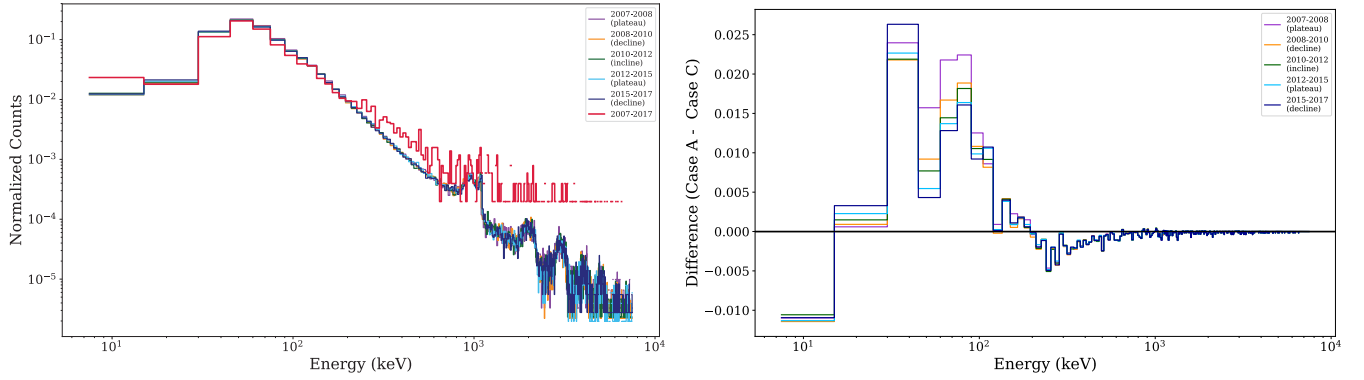 Normalized Counts
10⁻¹
10⁻²
10⁻³
10⁻⁴
10⁻⁵
10¹
10²
10³
10⁴
Energy (keV)
2007-2008
(plateau)
2008-2010
(decline)
2010-2012
(incline)
2012-2015
(plateau)
2015-2017
(decline)
2007-2017
Difference (Case A - Case C)
0.025
0.020
0.015
0.010
0.005
0.000
−0.005
−0.010
10¹
10²
10³
10⁴
Energy (keV)
2007-2008
(plateau)
2008-2010
(decline)
2010-2012
(incline)
2012-2015
(plateau)
2015-2017
(decline)